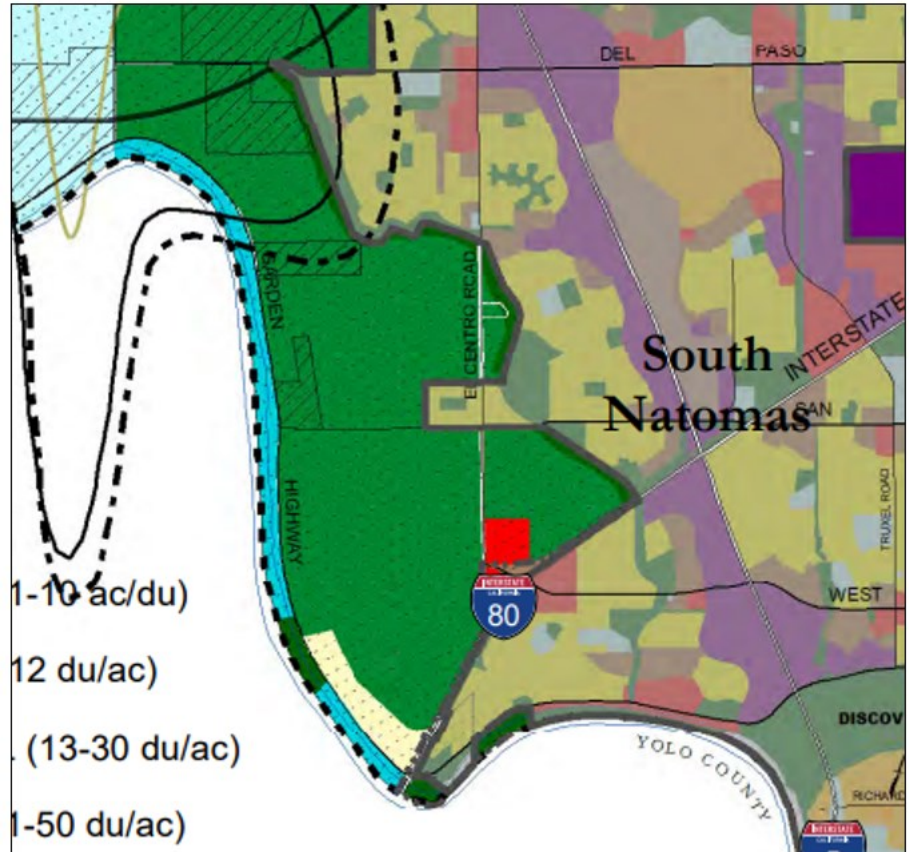 DEL PASO
GARDEN
EL CENTRO ROAD
South
Natomas
INTERSTATE
SAN
TRUXEL ROAD
HIGHWAY
INTERSTATE
CALIFORNIA
80
WEST
1-10 ac/du)
12 du/ac)
. (13-30 du/ac)
1-50 du/ac)
DISCOV
YOLO COUNTY
RICHARD
INTERSTATE